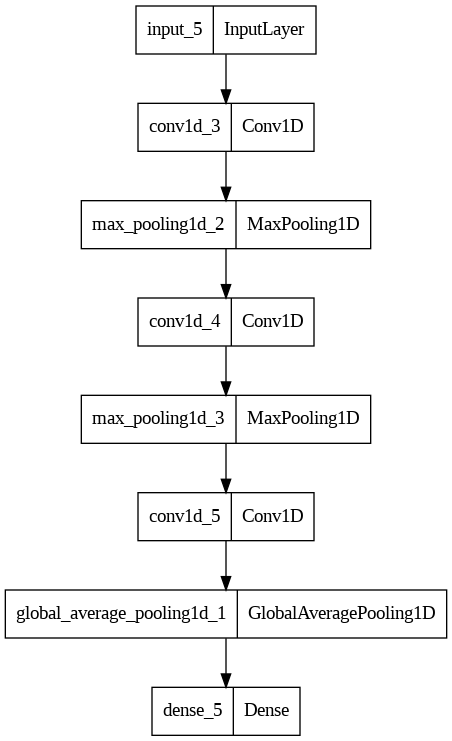 input_5 InputLayer
conv1d_3 Conv1D
max_pooling1d_2 MaxPooling1D
conv1d_4 Conv1D
max_pooling1d_3 MaxPooling1D
conv1d_5 Conv1D
global_average_pooling1d_1 GlobalAveragePooling1D
dense_5 Dense